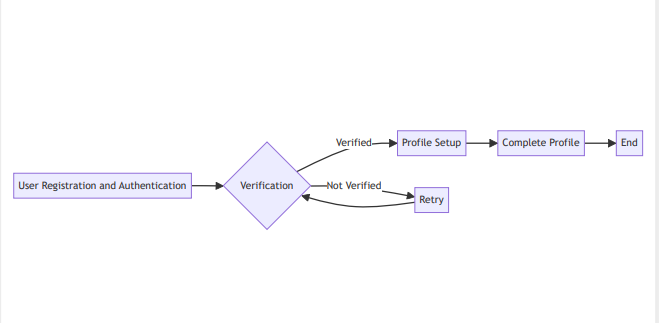 Verified
Profile Setup
Complete Profile
End
User Registration and Authentication
Verification
Not Verified
Retry